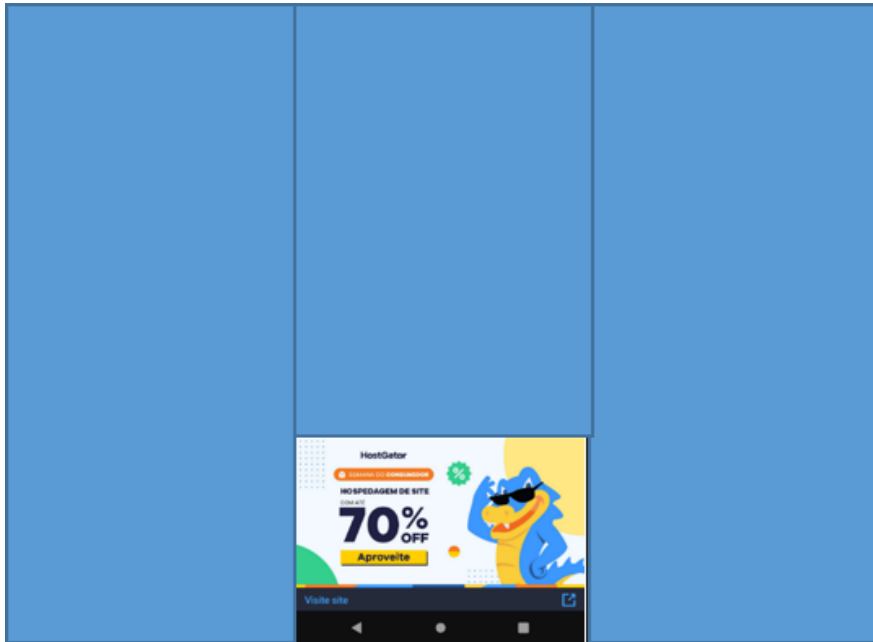 HostGator
SEMANA DO CONSUMIDOR
HOSPEDAGEM DE SITE
COM ATÉ
70% OFF
Aproveite
Visite site